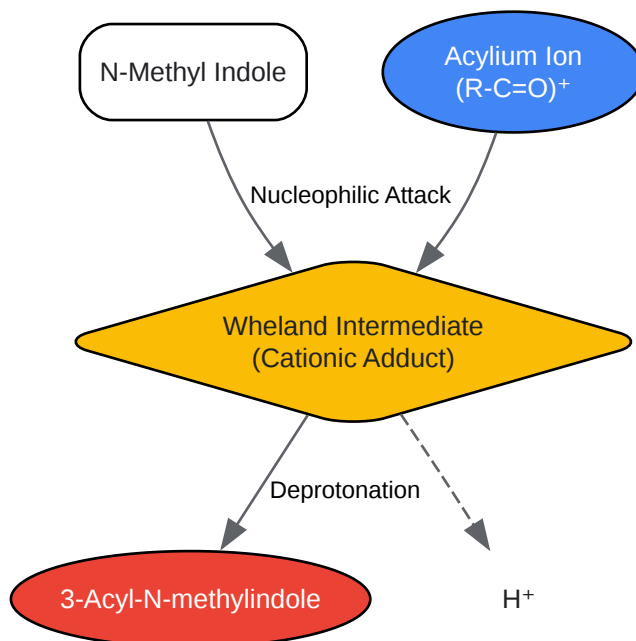 N-Methyl Indole
Acylium Ion
(R-C=O)⁺
Nucleophilic Attack
Wheland Intermediate
(Cationic Adduct)
Deprotonation
3-Acyl-N-methylindole
H⁺